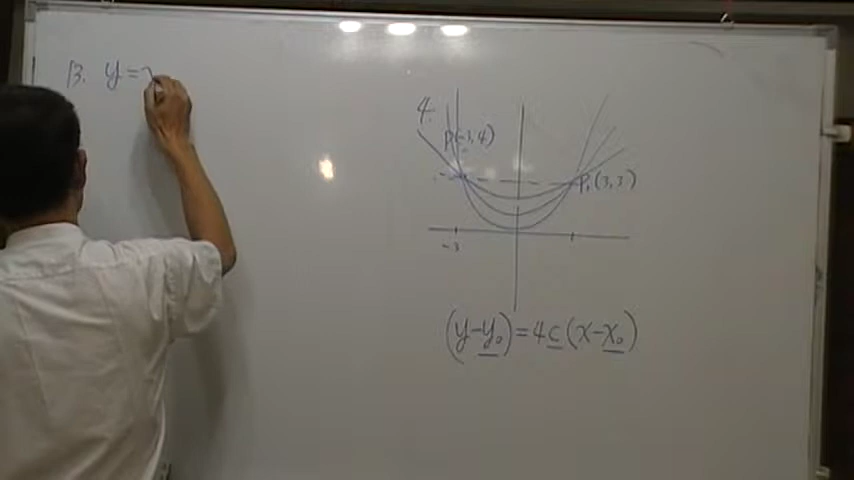 13. y =
4.
P(-3,4)
P₁(3,3)
-3
(y-y₀)=4c(x-x₀)